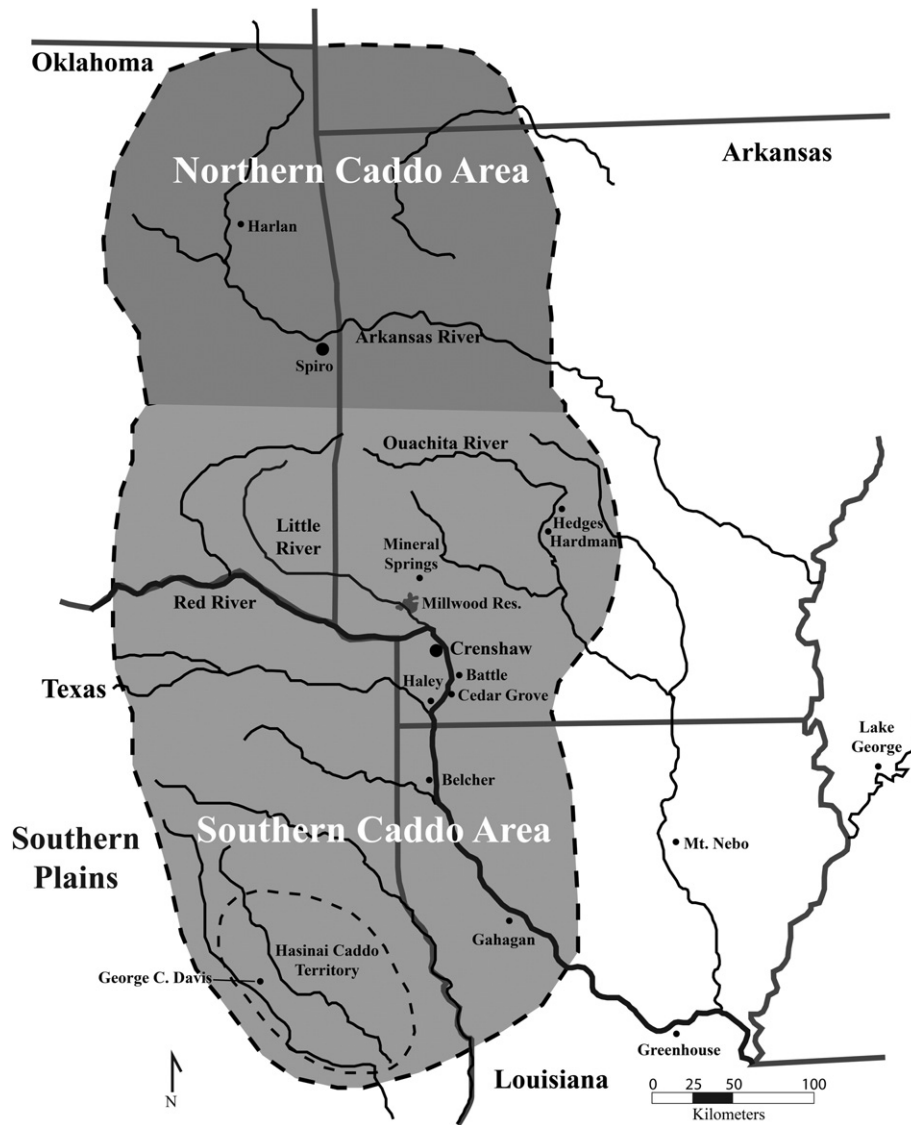 Oklahoma
Arkansas
Northern Caddo Area
Harlan
Arkansas River
Spiro
Ouachita River
Hedges
Hardman
Little
River
Mineral
Springs
Millwood Res.
Red River
Crenshaw
Battle
Haley
Cedar Grove
Texas
Lake
George
Belcher
Southern Caddo Area
Southern
Plains
Mt. Nebo
Gahagan
Hasinai Caddo
Territory
George C. Davis
Greenhouse
Louisiana
N
0 25 50 100
Kilometers